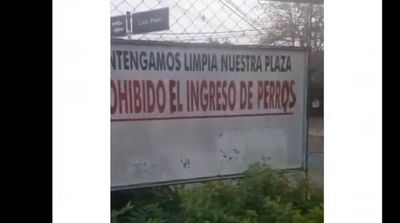 NTENGAMOS LIMPIA NUESTRA PLAZA
OHIBIDO EL INGRESO DE PERROS